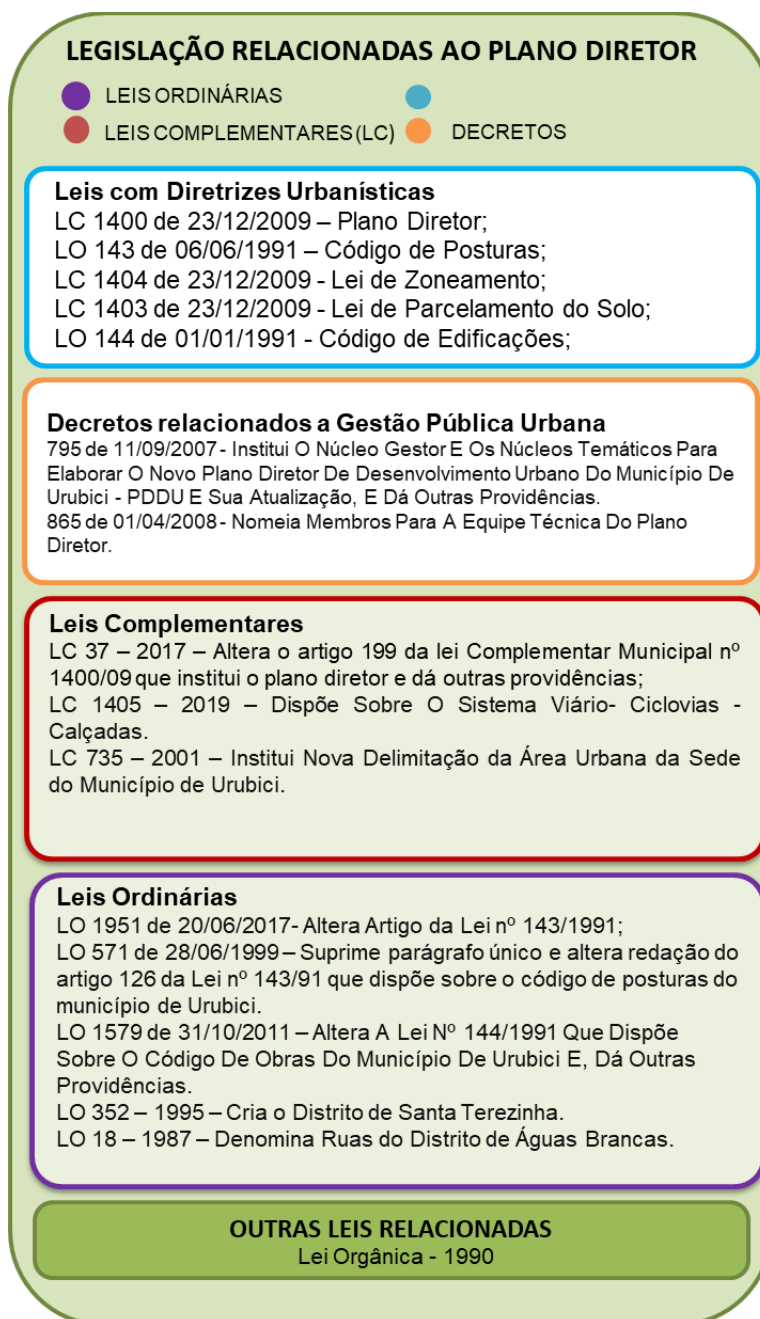 LEGISLAÇÃO RELACIONADAS AO PLANO DIRETOR
LEIS ORDINÁRIAS
LEIS COMPLEMENTARES (LC)
DECRETOS
Leis com Diretrizes Urbanísticas
LC 1400 de 23/12/2009 – Plano Diretor;
LO 143 de 06/06/1991 – Código de Posturas;
LC 1404 de 23/12/2009 - Lei de Zoneamento;
LC 1403 de 23/12/2009 - Lei de Parcelamento do Solo;
LO 144 de 01/01/1991 - Código de Edificações;
Decretos relacionados a Gestão Pública Urbana
795 de 11/09/2007 - Institui O Núcleo Gestor E Os Núcleos Temáticos Para
Elaborar O Novo Plano Diretor De Desenvolvimento Urbano Do Município De
Urubici - PDDU E Sua Atualização, E Dá Outras Providências.
865 de 01/04/2008 - Nomeia Membros Para A Equipe Técnica Do Plano
Diretor.
Leis Complementares
LC 37 – 2017 – Altera o artigo 199 da lei Complementar Municipal nº
1400/09 que institui o plano diretor e dá outras providências;
LC 1405 – 2019 – Dispõe Sobre O Sistema Viário- Ciclovias -
Calçadas.
LC 735 – 2001 – Institui Nova Delimitação da Área Urbana da Sede
do Município de Urubici.
Leis Ordinárias
LO 1951 de 20/06/2017- Altera Artigo da Lei nº 143/1991;
LO 571 de 28/06/1999 – Suprime parágrafo único e altera redação do
artigo 126 da Lei nº 143/91 que dispõe sobre o código de posturas do
município de Urubici.
LO 1579 de 31/10/2011 – Altera A Lei Nº 144/1991 Que Dispõe
Sobre O Código De Obras Do Município De Urubici E, Dá Outras
Providências.
LO 352 – 1995 – Cria o Distrito de Santa Terezinha.
LO 18 – 1987 – Denomina Ruas do Distrito de Águas Brancas.
OUTRAS LEIS RELACIONADAS
Lei Orgânica - 1990